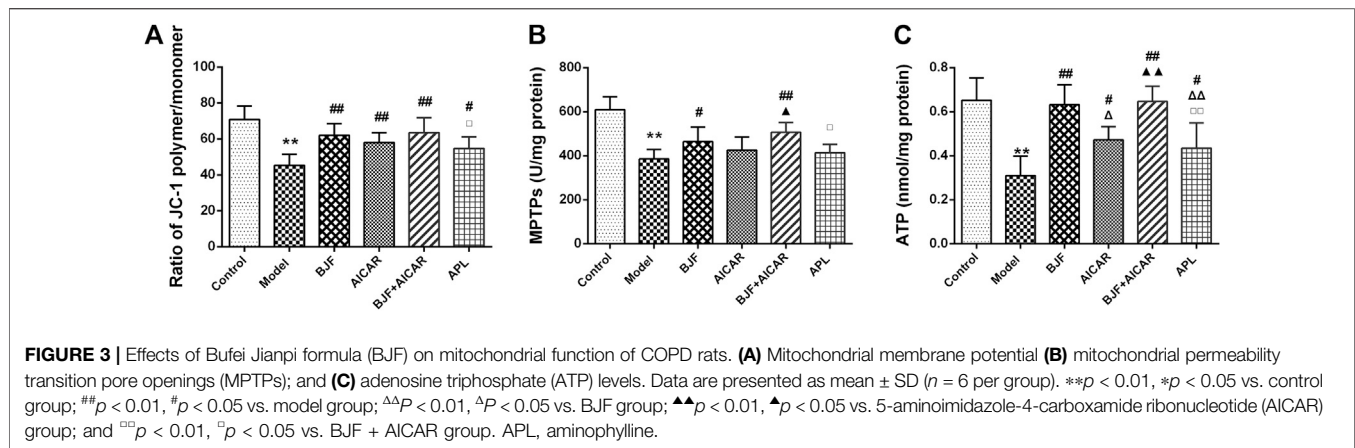 A
Ratio of JC-1 polymer/monomer
100
80
60
40
20
0
**
##
##
##
#
□
Control
Model
BJF
AICAR
BJF+AICAR
APL
B
MPTPs (U/mg protein)
800
600
400
200
0
**
#
##
▲
□
Control
Model
BJF
AICAR
BJF+AICAR
APL
C
ATP (nmol/mg protein)
0.8
0.6
0.4
0.2
0.0
**
##
#
Δ
##
▲▲
#
ΔΔ
□□
Control
Model
BJF
AICAR
BJF+AICAR
APL
FIGURE 3 | Effects of Bufei Jianpi formula (BJF) on mitochondrial function of COPD rats. (A) Mitochondrial membrane potential (B) mitochondrial permeability
transition pore openings (MPTPs); and (C) adenosine triphosphate (ATP) levels. Data are presented as mean ± SD (n = 6 per group). **p < 0.01, *p < 0.05 vs. control
group; ##p < 0.01, #p < 0.05 vs. model group; ΔΔP < 0.01, ΔP < 0.05 vs. BJF group; ▲▲p < 0.01, ▲p < 0.05 vs. 5-aminoimidazole-4-carboxamide ribonucleotide (AICAR)
group; and □□p < 0.01, □p < 0.05 vs. BJF + AICAR group. APL, aminophylline.